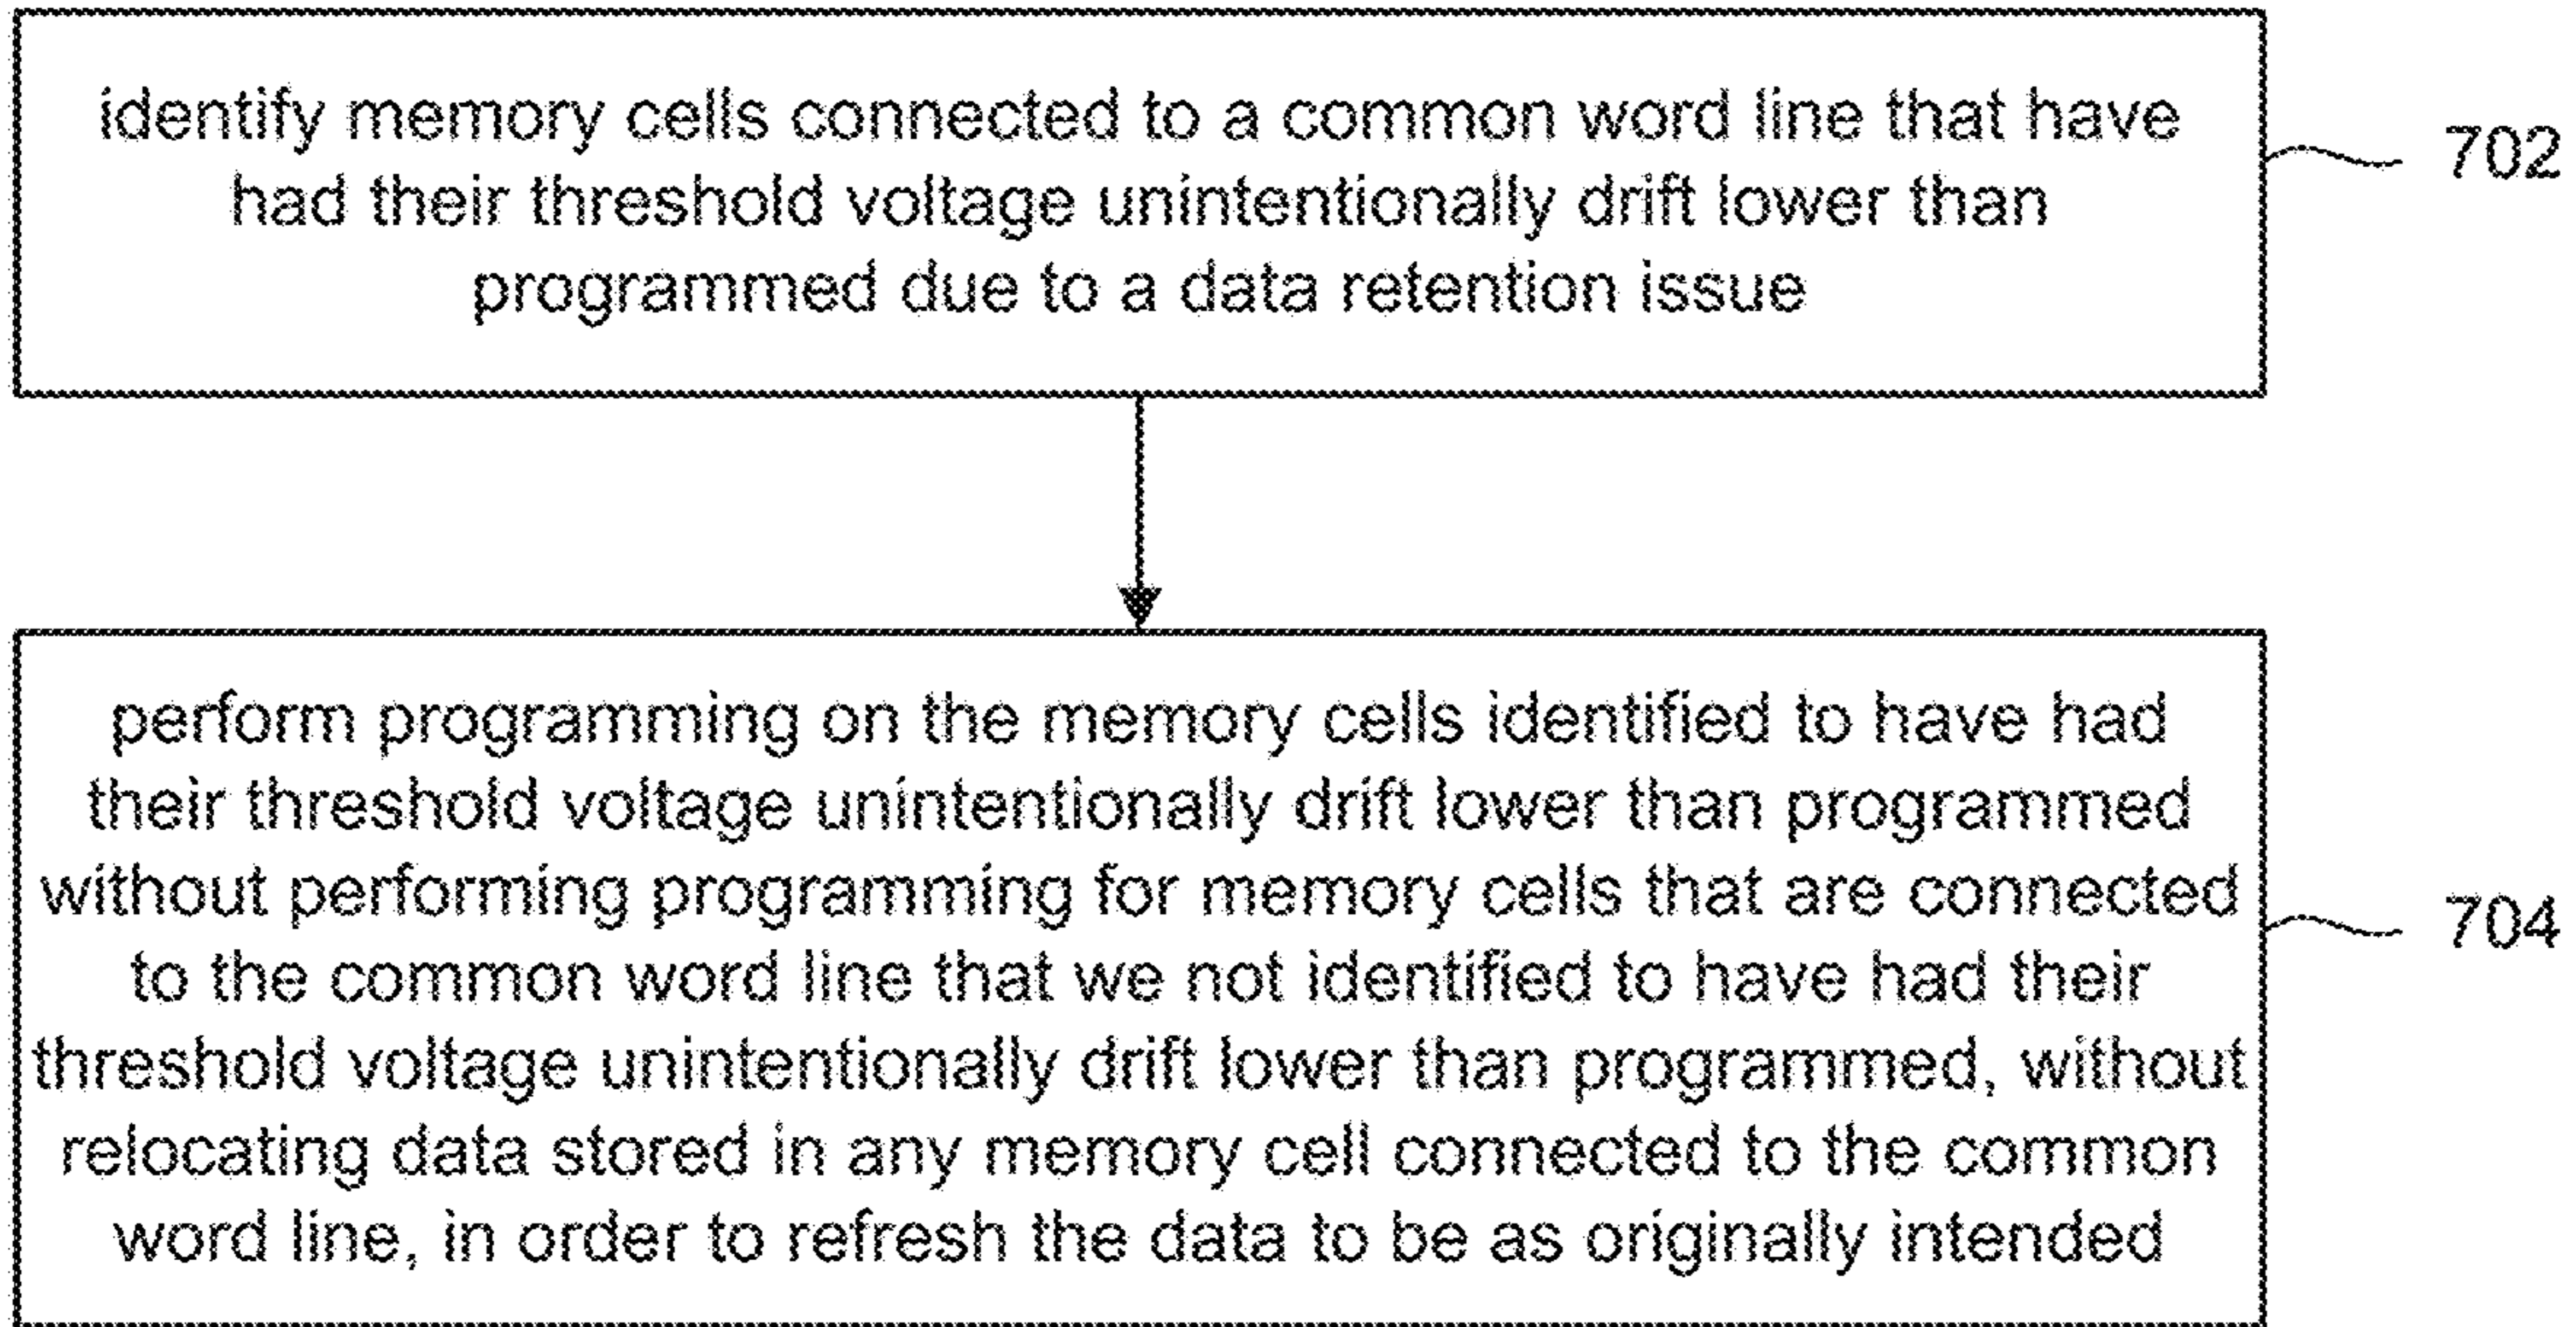 identify memory cells connected to a common word line that have
had their threshold voltage unintentionally drift lower than
programmed due to a data retention issue
702
perform programming on the memory cells identified to have had
their threshold voltage unintentionally drift lower than programmed
without performing programming for memory cells that are connected
to the common word line that we not identified to have had their
threshold voltage unintentionally drift lower than programmed, without
relocating data stored in any memory cell connected to the common
word line, in order to refresh the data to be as originally intended
704